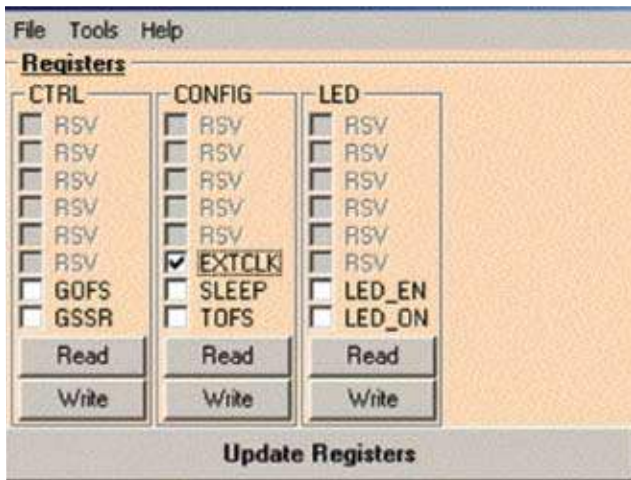 File Tools Help
Registers
CTRL CONFIG LED
RSV RSV RSV
RSV RSV RSV
RSV RSV RSV
RSV RSV RSV
RSV RSV RSV
RSV EXTCLK RSV
GOFS SLEEP LED_EN
GSSR TOFS LED_ON
Read Read Read
Write Write Write
Update Registers